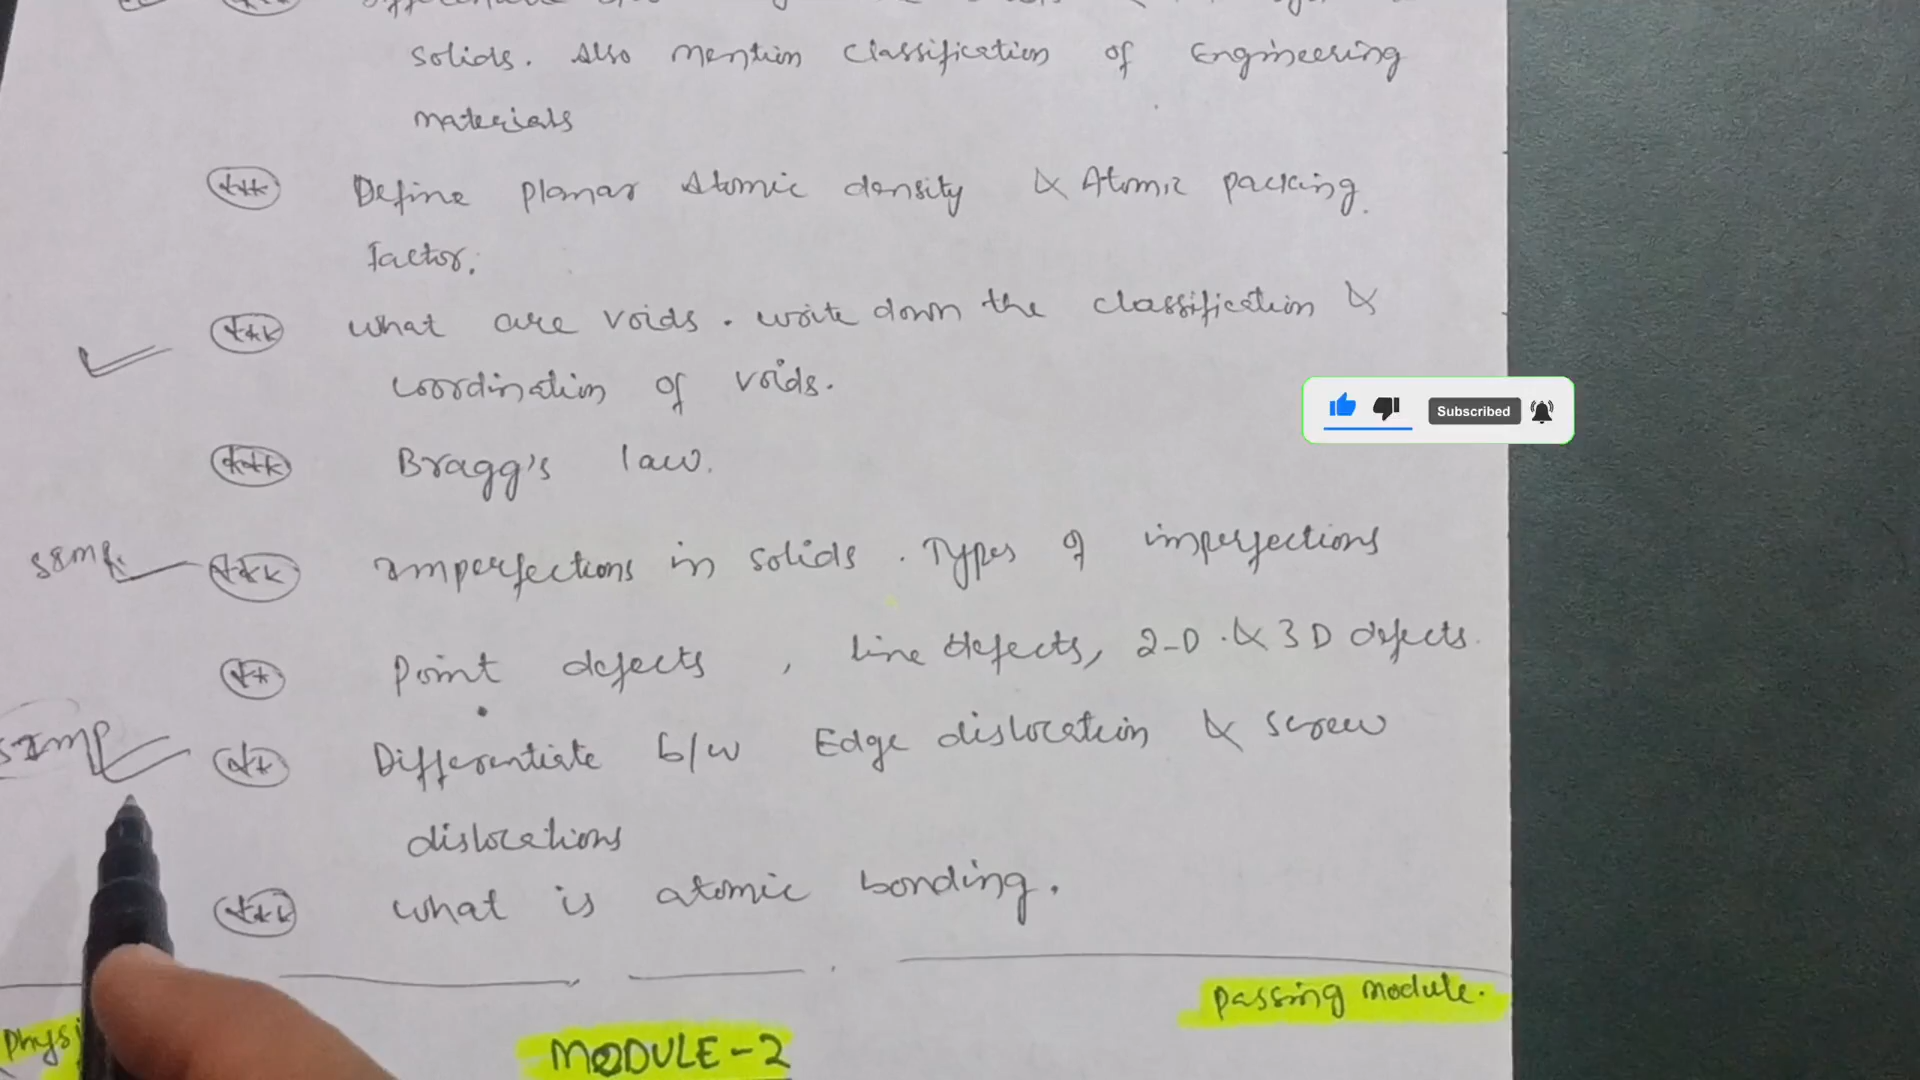 solids. Also mention classification of Engineering
materials
*** Define planar Atomic density & Atomic packing
factor.
*** what are voids. write down the classification &
coordination of voids.
Subscribed
*** Bragg's law.
*** imperfections in solids. Types of imperfections
** Point defects, line defects, 2-D & 3D defects.
** Differentiate b/w Edge dislocation & screw
dislocations
*** what is atomic bonding.
passing module.
MODULE-2